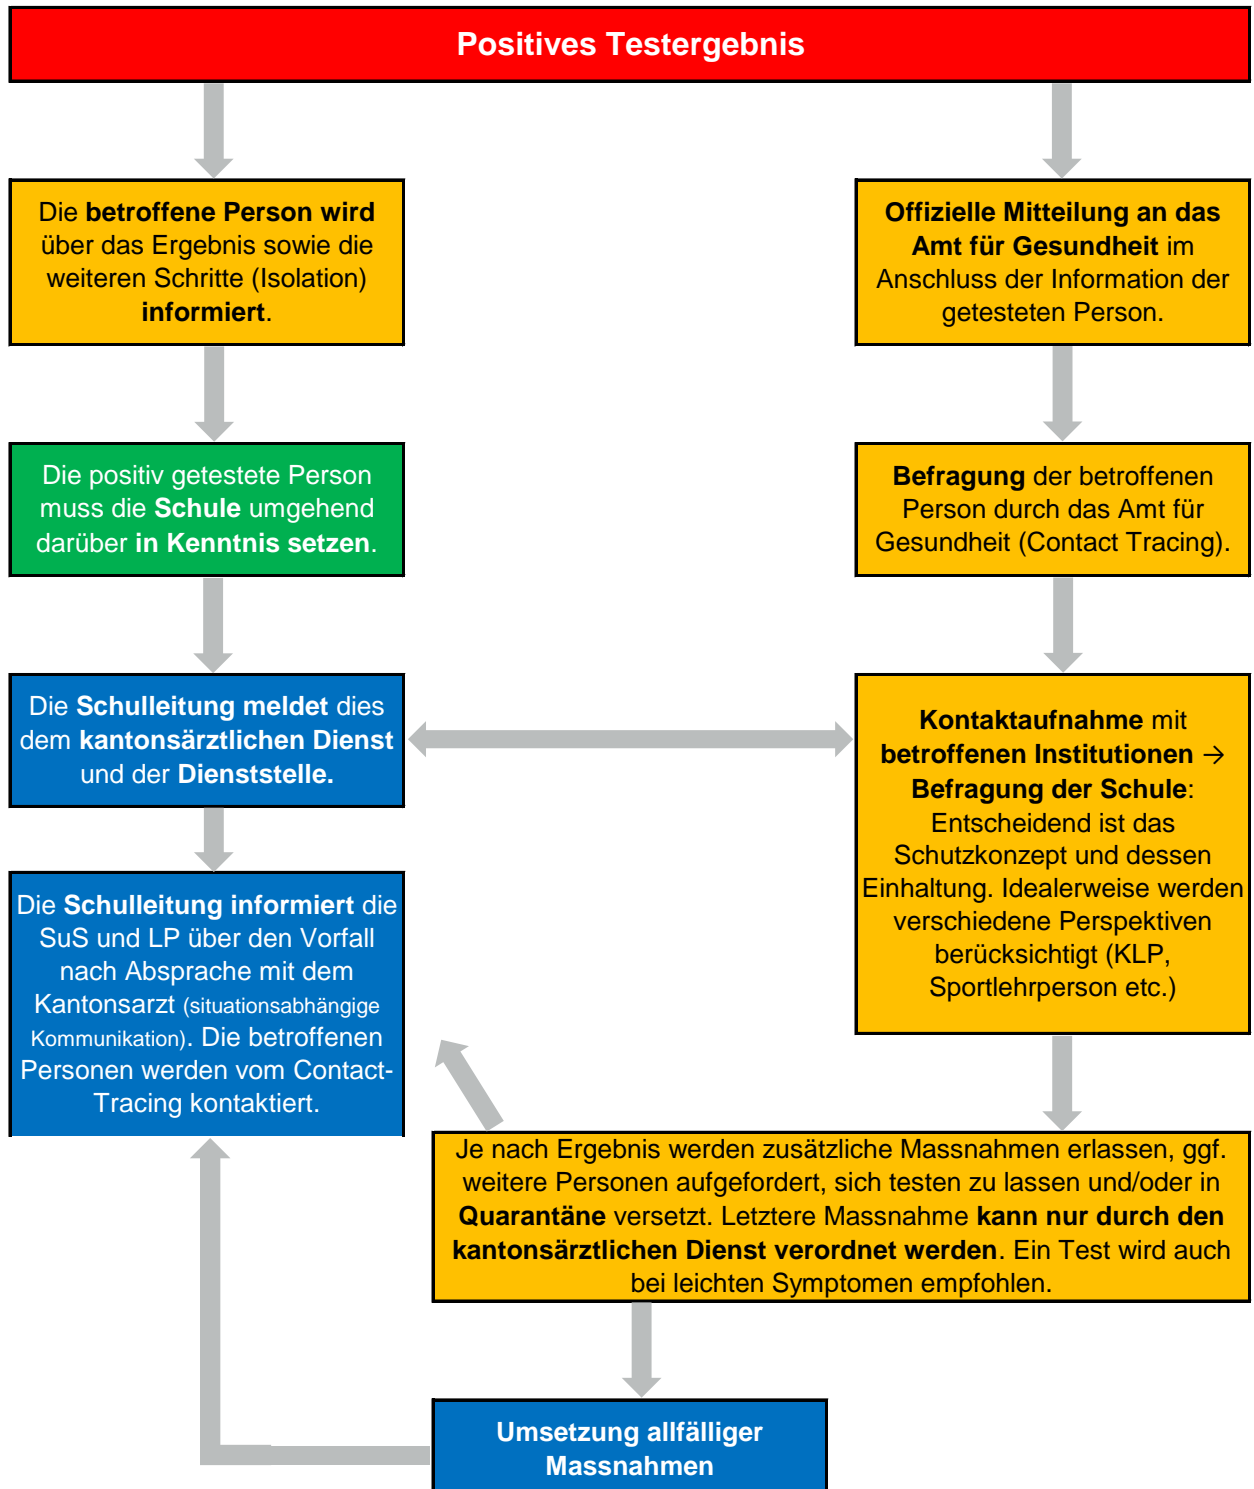 Positives Testergebnis
Die betroffene Person wird
über das Ergebnis sowie die
weiteren Schritte (Isolation)
informiert.
Offizielle Mitteilung an das
Amt für Gesundheit im
Anschluss der Information der
getesteten Person.
Die positiv getestete Person
muss die Schule umgehend
darüber in Kenntnis setzen.
Befragung der betroffenen
Person durch das Amt für
Gesundheit (Contact Tracing).
Die Schulleitung meldet dies
dem kantonsärztlichen Dienst
und der Dienststelle.
Kontaktaufnahme mit
betroffenen Institutionen →
Befragung der Schule:
Entscheidend ist das
Schutzkonzept und dessen
Einhaltung. Idealerweise werden
verschiedene Perspektiven
berücksichtigt (KLP,
Sportlehrperson etc.)
Die Schulleitung informiert die
SuS und LP über den Vorfall
nach Absprache mit dem
Kantonsarzt (situationsabhängige
Kommunikation). Die betroffenen
Personen werden vom Contact-
Tracing kontaktiert.
Je nach Ergebnis werden zusätzliche Massnahmen erlassen, ggf.
weitere Personen aufgefordert, sich testen zu lassen und/oder in
Quarantäne versetzt. Letztere Massnahme kann nur durch den
kantonsärztlichen Dienst verordnet werden. Ein Test wird auch
bei leichten Symptomen empfohlen.
Umsetzung allfälliger
Massnahmen